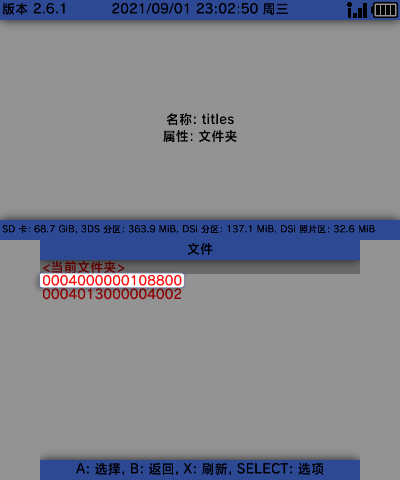 版本 2.6.1 2021/09/01 23:02:50 周三
名称: titles
属性: 文件夹
SD 卡: 68.7 GiB, 3DS 分区: 363.9 MiB, DSi 分区: 137.1 MiB, DSi 照片区: 32.6 MiB
文件
<当前文件夹>
0004000000108800
0004013000004002
A: 选择, B: 返回, X: 刷新, SELECT: 选项